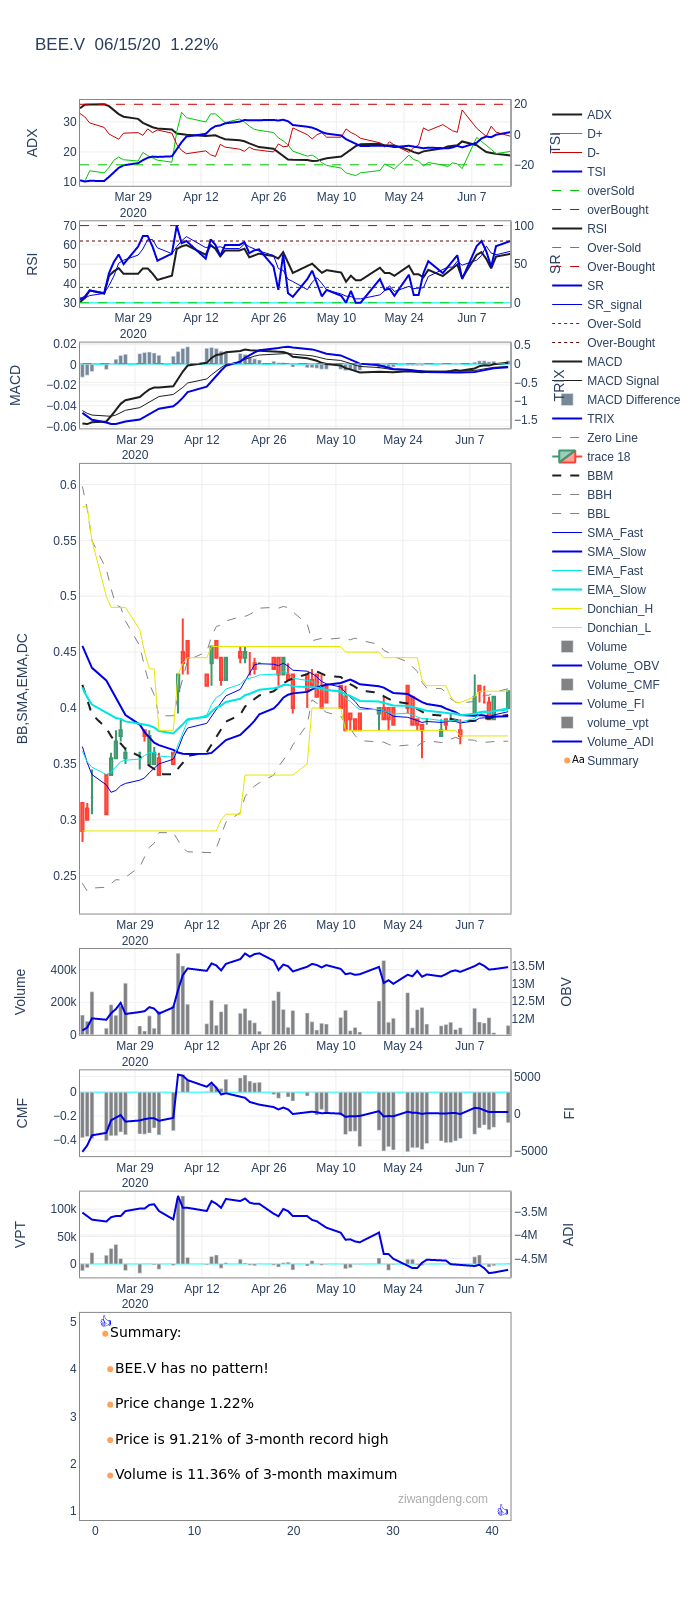 BEE.V 06/15/20 1.22%
ADX
30
20
10
20
0
−20
TSI
Mar 29
2020
Apr 12
Apr 26
May 10
May 24
Jun 7
RSI
70
60
50
40
30
100
50
0
SR
Mar 29
2020
Apr 12
Apr 26
May 10
May 24
Jun 7
MACD
0.02
0
−0.02
−0.04
−0.06
0.5
0
−0.5
−1
−1.5
TRIX
Mar 29
2020
Apr 12
Apr 26
May 10
May 24
Jun 7
BB,SMA,EMA,DC
0.6
0.55
0.5
0.45
0.4
0.35
0.3
0.25
Mar 29
2020
Apr 12
Apr 26
May 10
May 24
Jun 7
Volume
400k
200k
0
13.5M
13M
12.5M
12M
OBV
Mar 29
2020
Apr 12
Apr 26
May 10
May 24
Jun 7
CMF
0
−0.2
−0.4
5000
0
−5000
FI
Mar 29
2020
Apr 12
Apr 26
May 10
May 24
Jun 7
VPT
100k
50k
0
−3.5M
−4M
−4.5M
ADI
Mar 29
2020
Apr 12
Apr 26
May 10
May 24
Jun 7
5
4
3
2
1
Summary:
BEE.V has no pattern!
Price change 1.22%
Price is 91.21% of 3-month record high
Volume is 11.36% of 3-month maximum
ziwangdeng.com
0
10
20
30
40
ADX
D+
D-
TSI
overSold
overBought
RSI
Over-Sold
Over-Bought
SR
SR_signal
Over-Sold
Over-Bought
MACD
MACD Signal
MACD Difference
TRIX
Zero Line
trace 18
BBM
BBH
BBL
SMA_Fast
SMA_Slow
EMA_Fast
EMA_Slow
Donchian_H
Donchian_L
Volume
Volume_OBV
Volume_CMF
Volume_FI
volume_vpt
Volume_ADI
Aa Summary